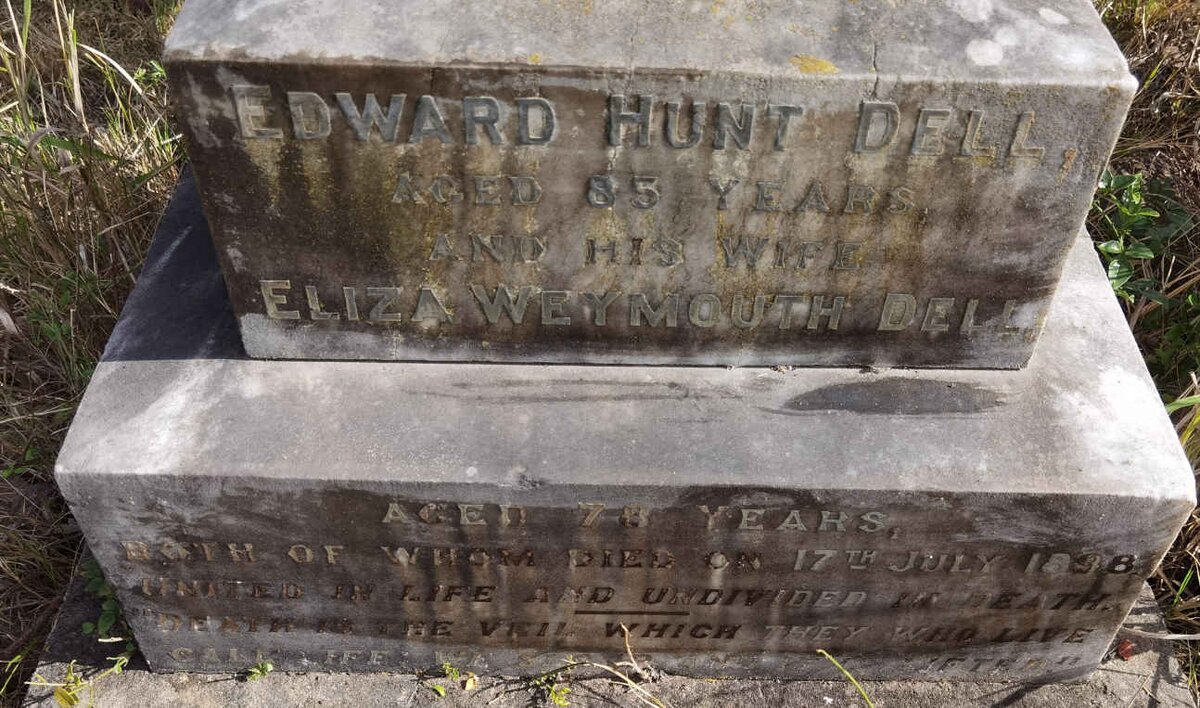 EDWARD HUNT DELL,
AGED 85 YEARS,
AND HIS WIFE
ELIZA WEYMOUTH DELL
AGED 78 YEARS,
BOTH OF WHOM DIED ON 17TH JULY 1898.
UNITED IN LIFE AND UNDIVIDED IN DEATH.
"DEATH IS THE VEIL WHICH THEY WHO LIVE
CALL LIFE